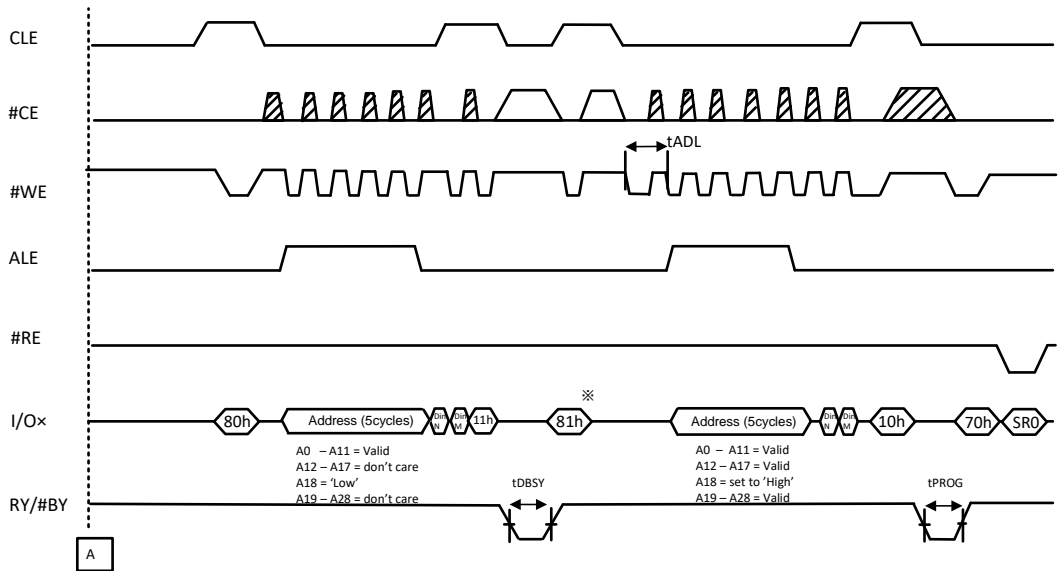 CLE
#CE
tADL
#WE
ALE
#RE
※
I/O×
80h
Address (5cycles)
Din
N
Din
M
11h
81h
Address (5cycles)
Din
N
Din
M
10h
70h
SR0
A0 – A11 = Valid
A12 – A17 = don't care
A18 = 'Low'
A19 – A28 = don't care
A0 – A11 = Valid
A12 – A17 = Valid
A18 = set to 'High'
A19 – A28 = Valid
RY/#BY
tDBSY
tPROG
A